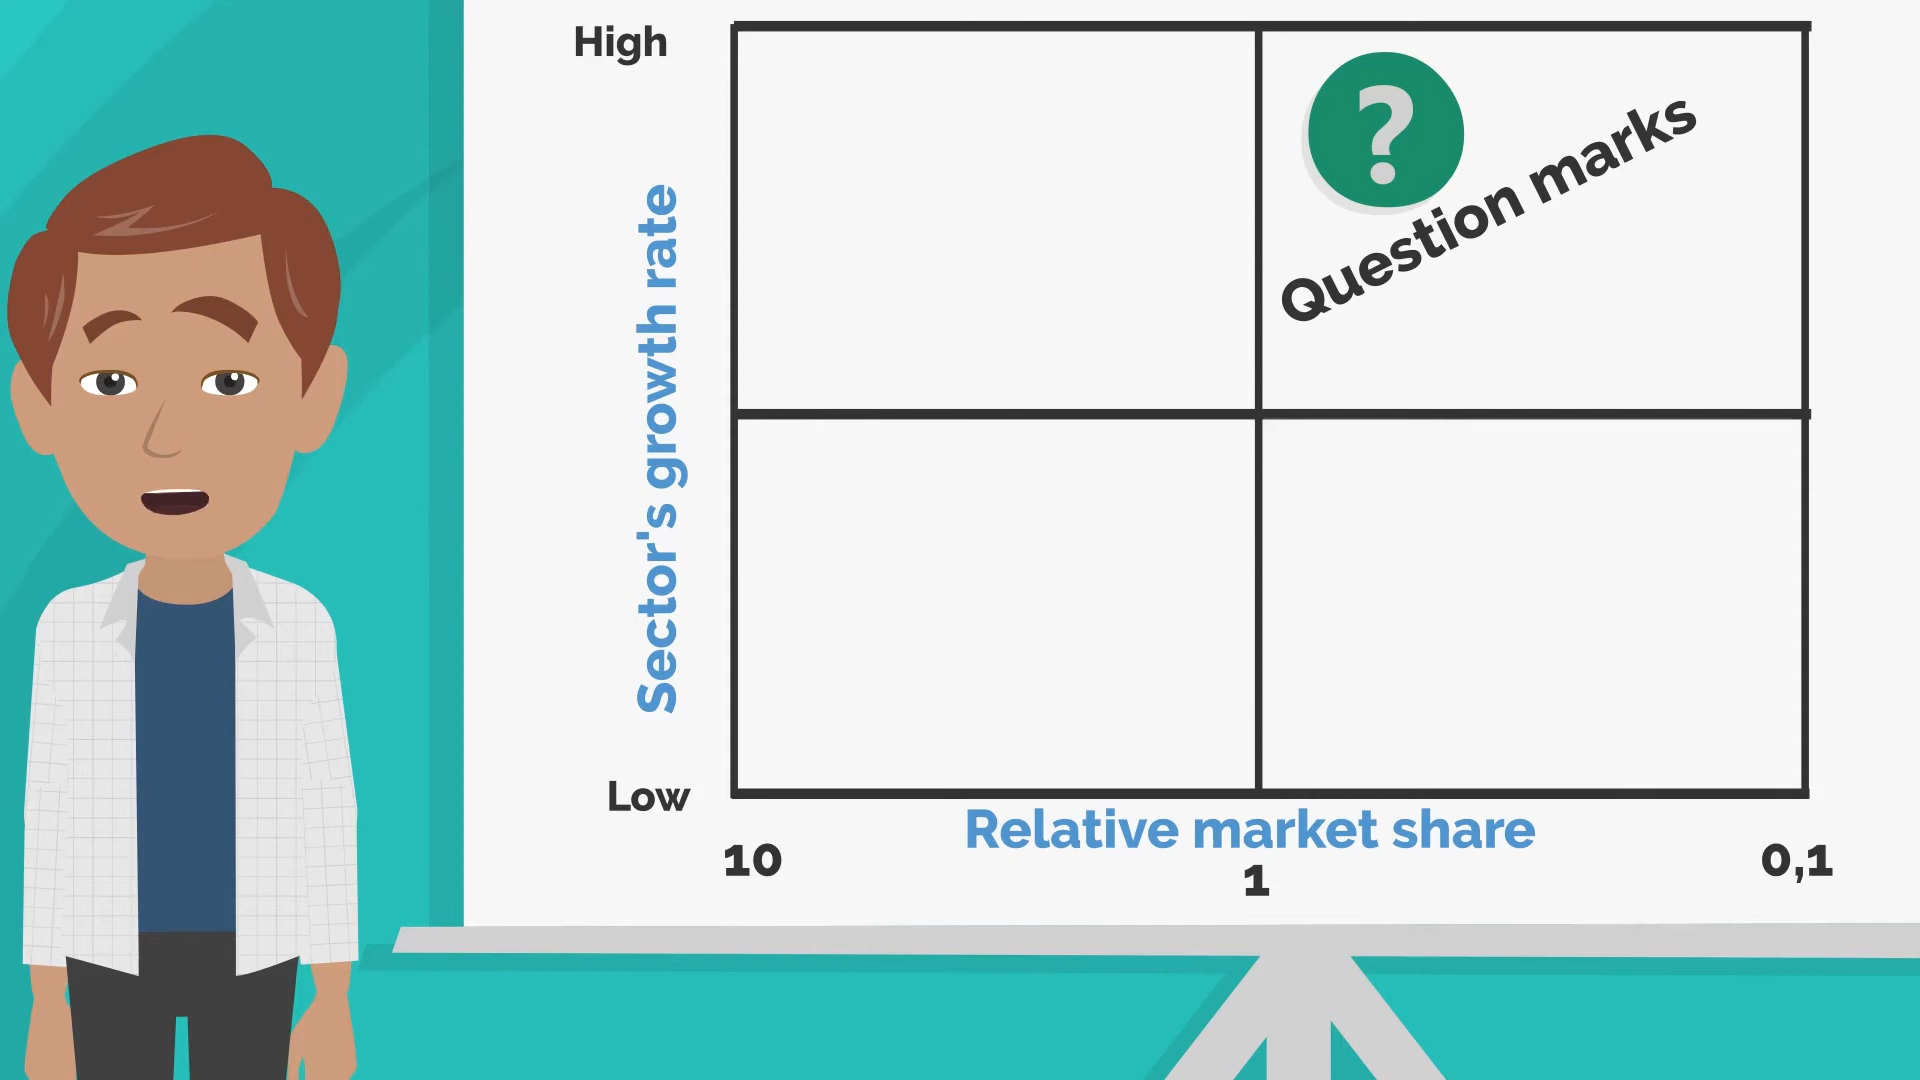 High
?
Question marks
Sector's growth rate
Low
Relative market share
10
1
0,1